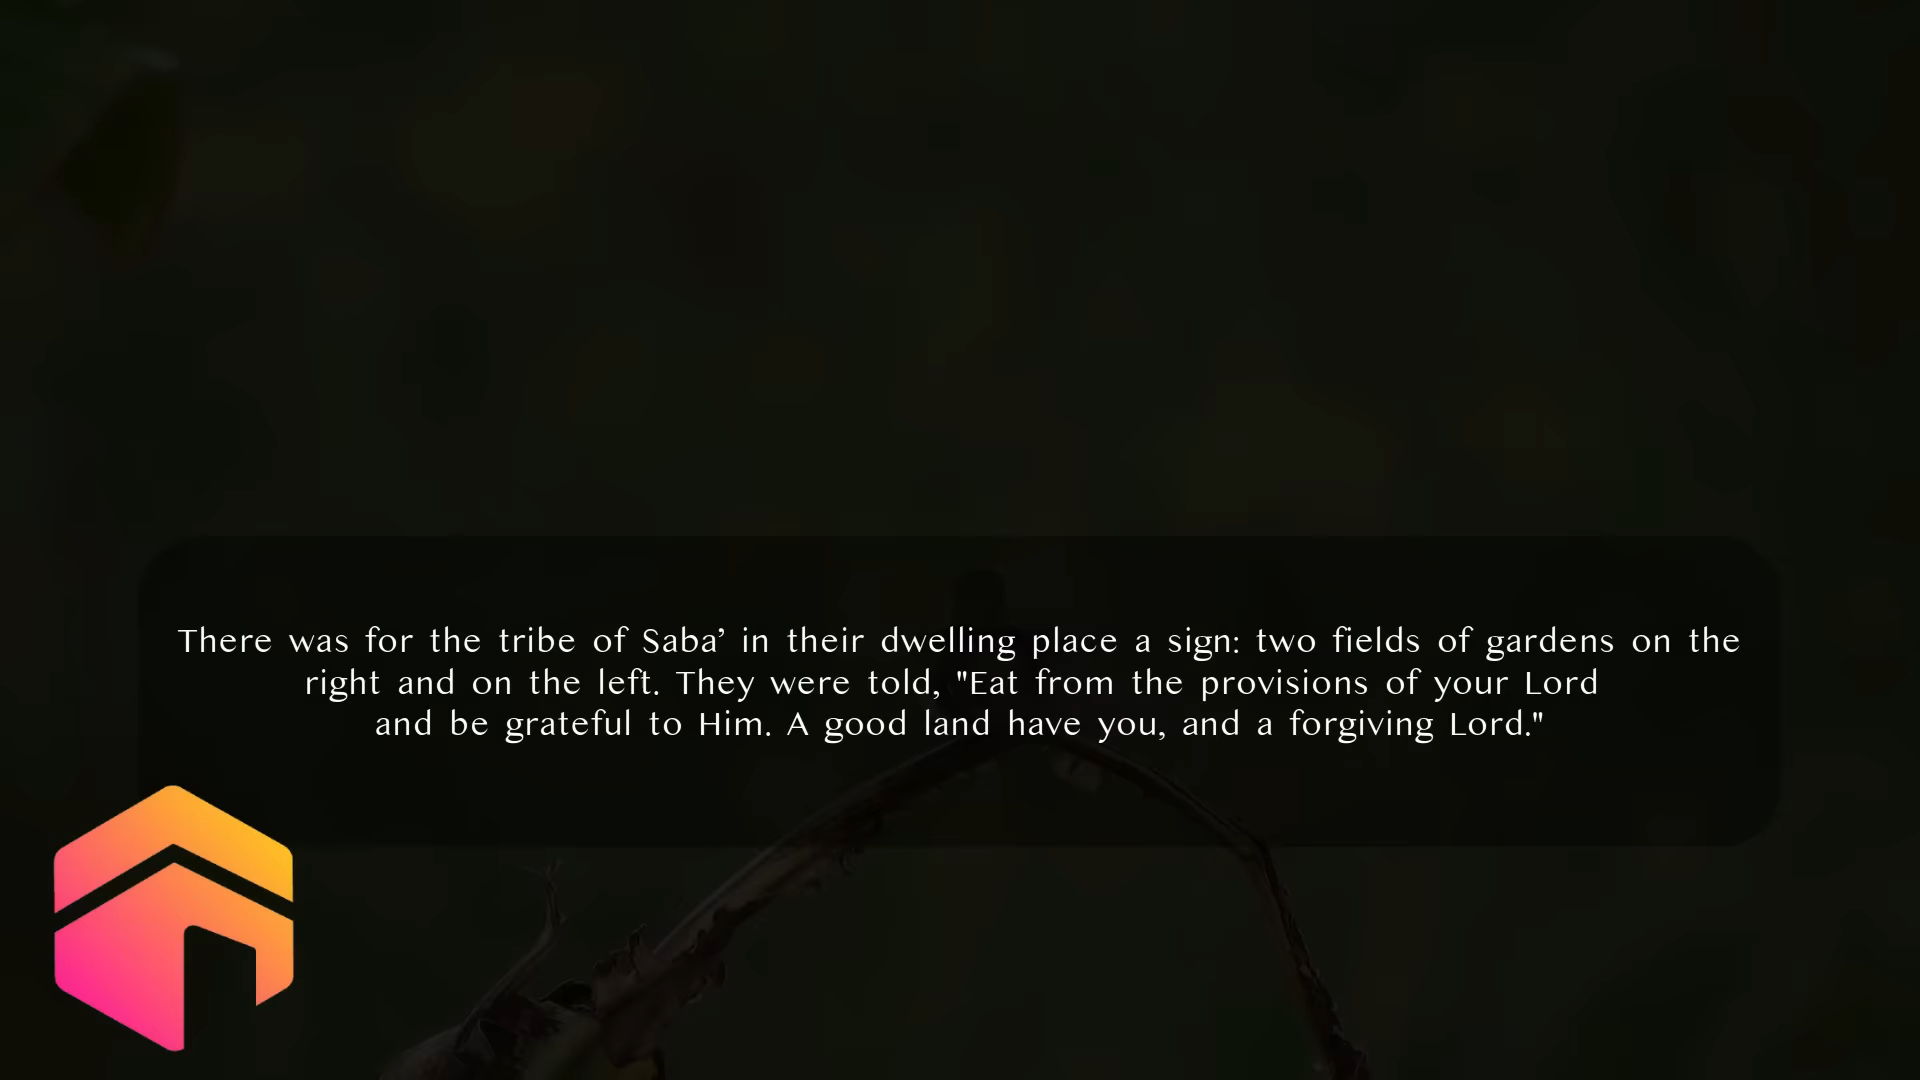 There was for the tribe of Saba’ in their dwelling place a sign: two fields of gardens on the
right and on the left. They were told, "Eat from the provisions of your Lord
and be grateful to Him. A good land have you, and a forgiving Lord."